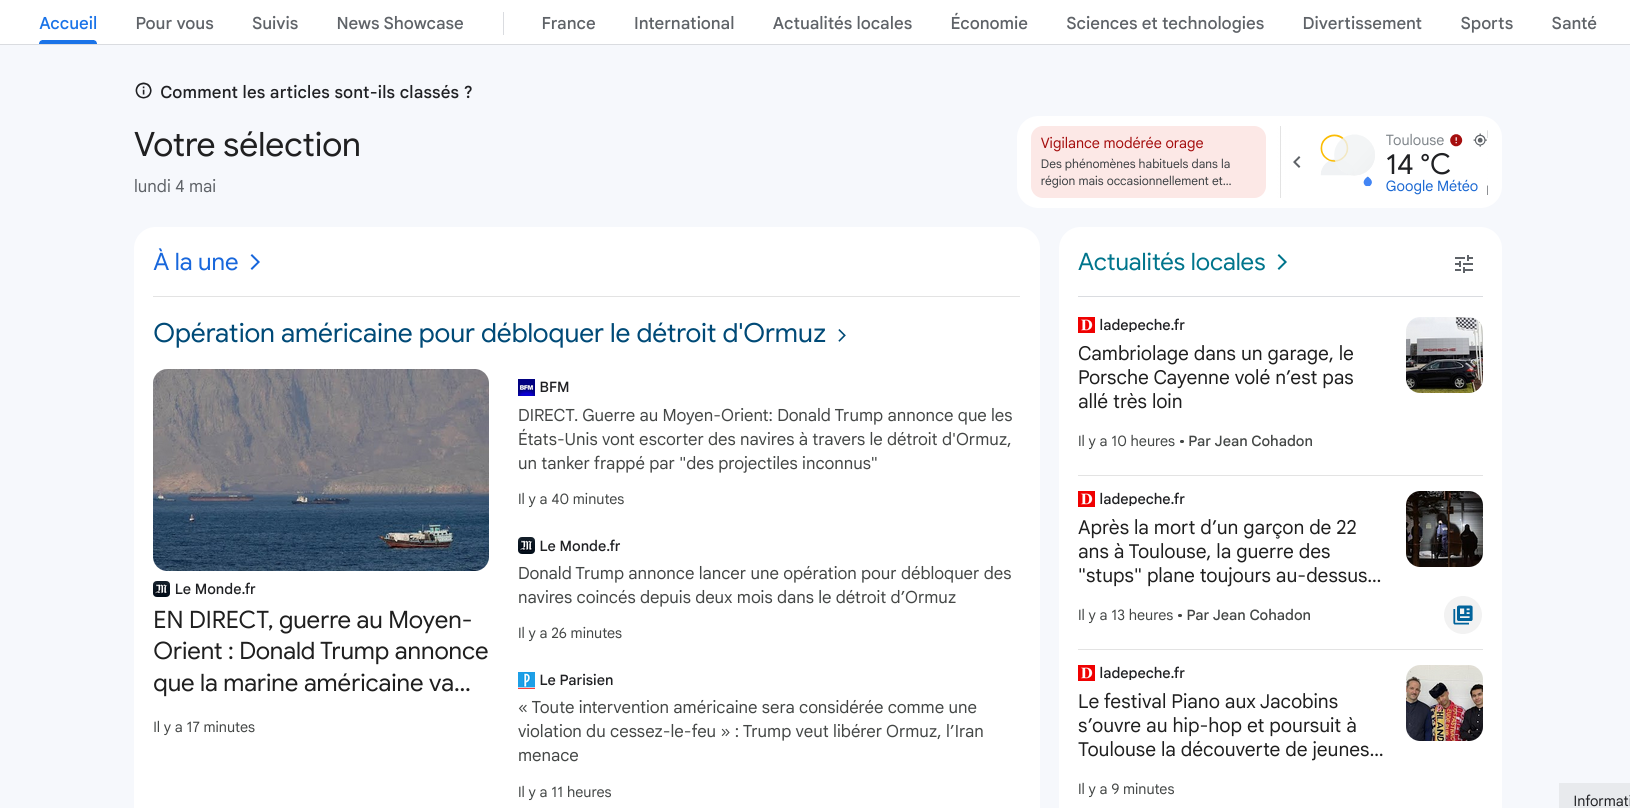 Accueil Pour vous Suivis News Showcase France International Actualités locales Économie Sciences et technologies Divertissement Sports Santé
Comment les articles sont-ils classés ?
Votre sélection
lundi 4 mai
Vigilance modérée orage
Des phénomènes habituels dans la
région mais occasionnellement et...
Toulouse
14 °C
Google Météo
À la une
Opération américaine pour débloquer le détroit d'Ormuz
Le Monde.fr
EN DIRECT, guerre au Moyen-
Orient : Donald Trump annonce
que la marine américaine va...
Il y a 17 minutes
BFM
BFM
DIRECT. Guerre au Moyen-Orient: Donald Trump annonce que les
États-Unis vont escorter des navires à travers le détroit d'Ormuz,
un tanker frappé par "des projectiles inconnus"
Il y a 40 minutes
Le Monde.fr
Donald Trump annonce lancer une opération pour débloquer des
navires coincés depuis deux mois dans le détroit d’Ormuz
Il y a 26 minutes
Le Parisien
« Toute intervention américaine sera considérée comme une
violation du cessez-le-feu » : Trump veut libérer Ormuz, l’Iran
menace
Il y a 11 heures
Actualités locales
ladepeche.fr
Cambriolage dans un garage, le
Porsche Cayenne volé n’est pas
allé très loin
Il y a 10 heures • Par Jean Cohadon
PORSCHE
ladepeche.fr
Après la mort d’un garçon de 22
ans à Toulouse, la guerre des
"stups" plane toujours au-dessus...
Il y a 13 heures • Par Jean Cohadon
ladepeche.fr
Le festival Piano aux Jacobins
s’ouvre au hip-hop et poursuit à
Toulouse la découverte de jeunes...
Il y a 9 minutes
Informati